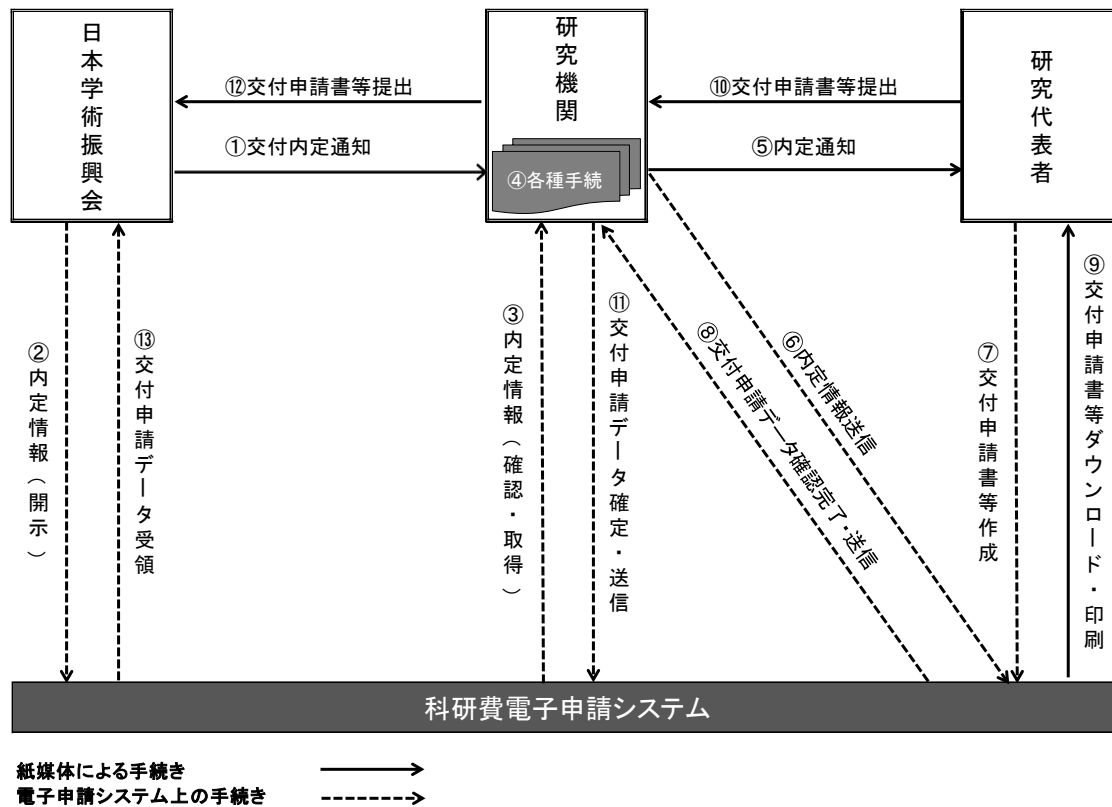 日本学術振興会
研究機関
研究代表者
⑫交付申請書等提出
⑩交付申請書等提出
①交付内定通知
⑤内定通知
④各種手続
②内定情報（開示）
⑬交付申請データ受領
③内定情報（確認・取得）
⑪交付申請データ確定・送信
⑧交付申請データ確認完了・送信
⑥内定情報送信
⑦交付申請書等作成
⑨交付申請書等ダウンロード・印刷
科研費電子申請システム
紙媒体による手続き
電子申請システム上の手続き